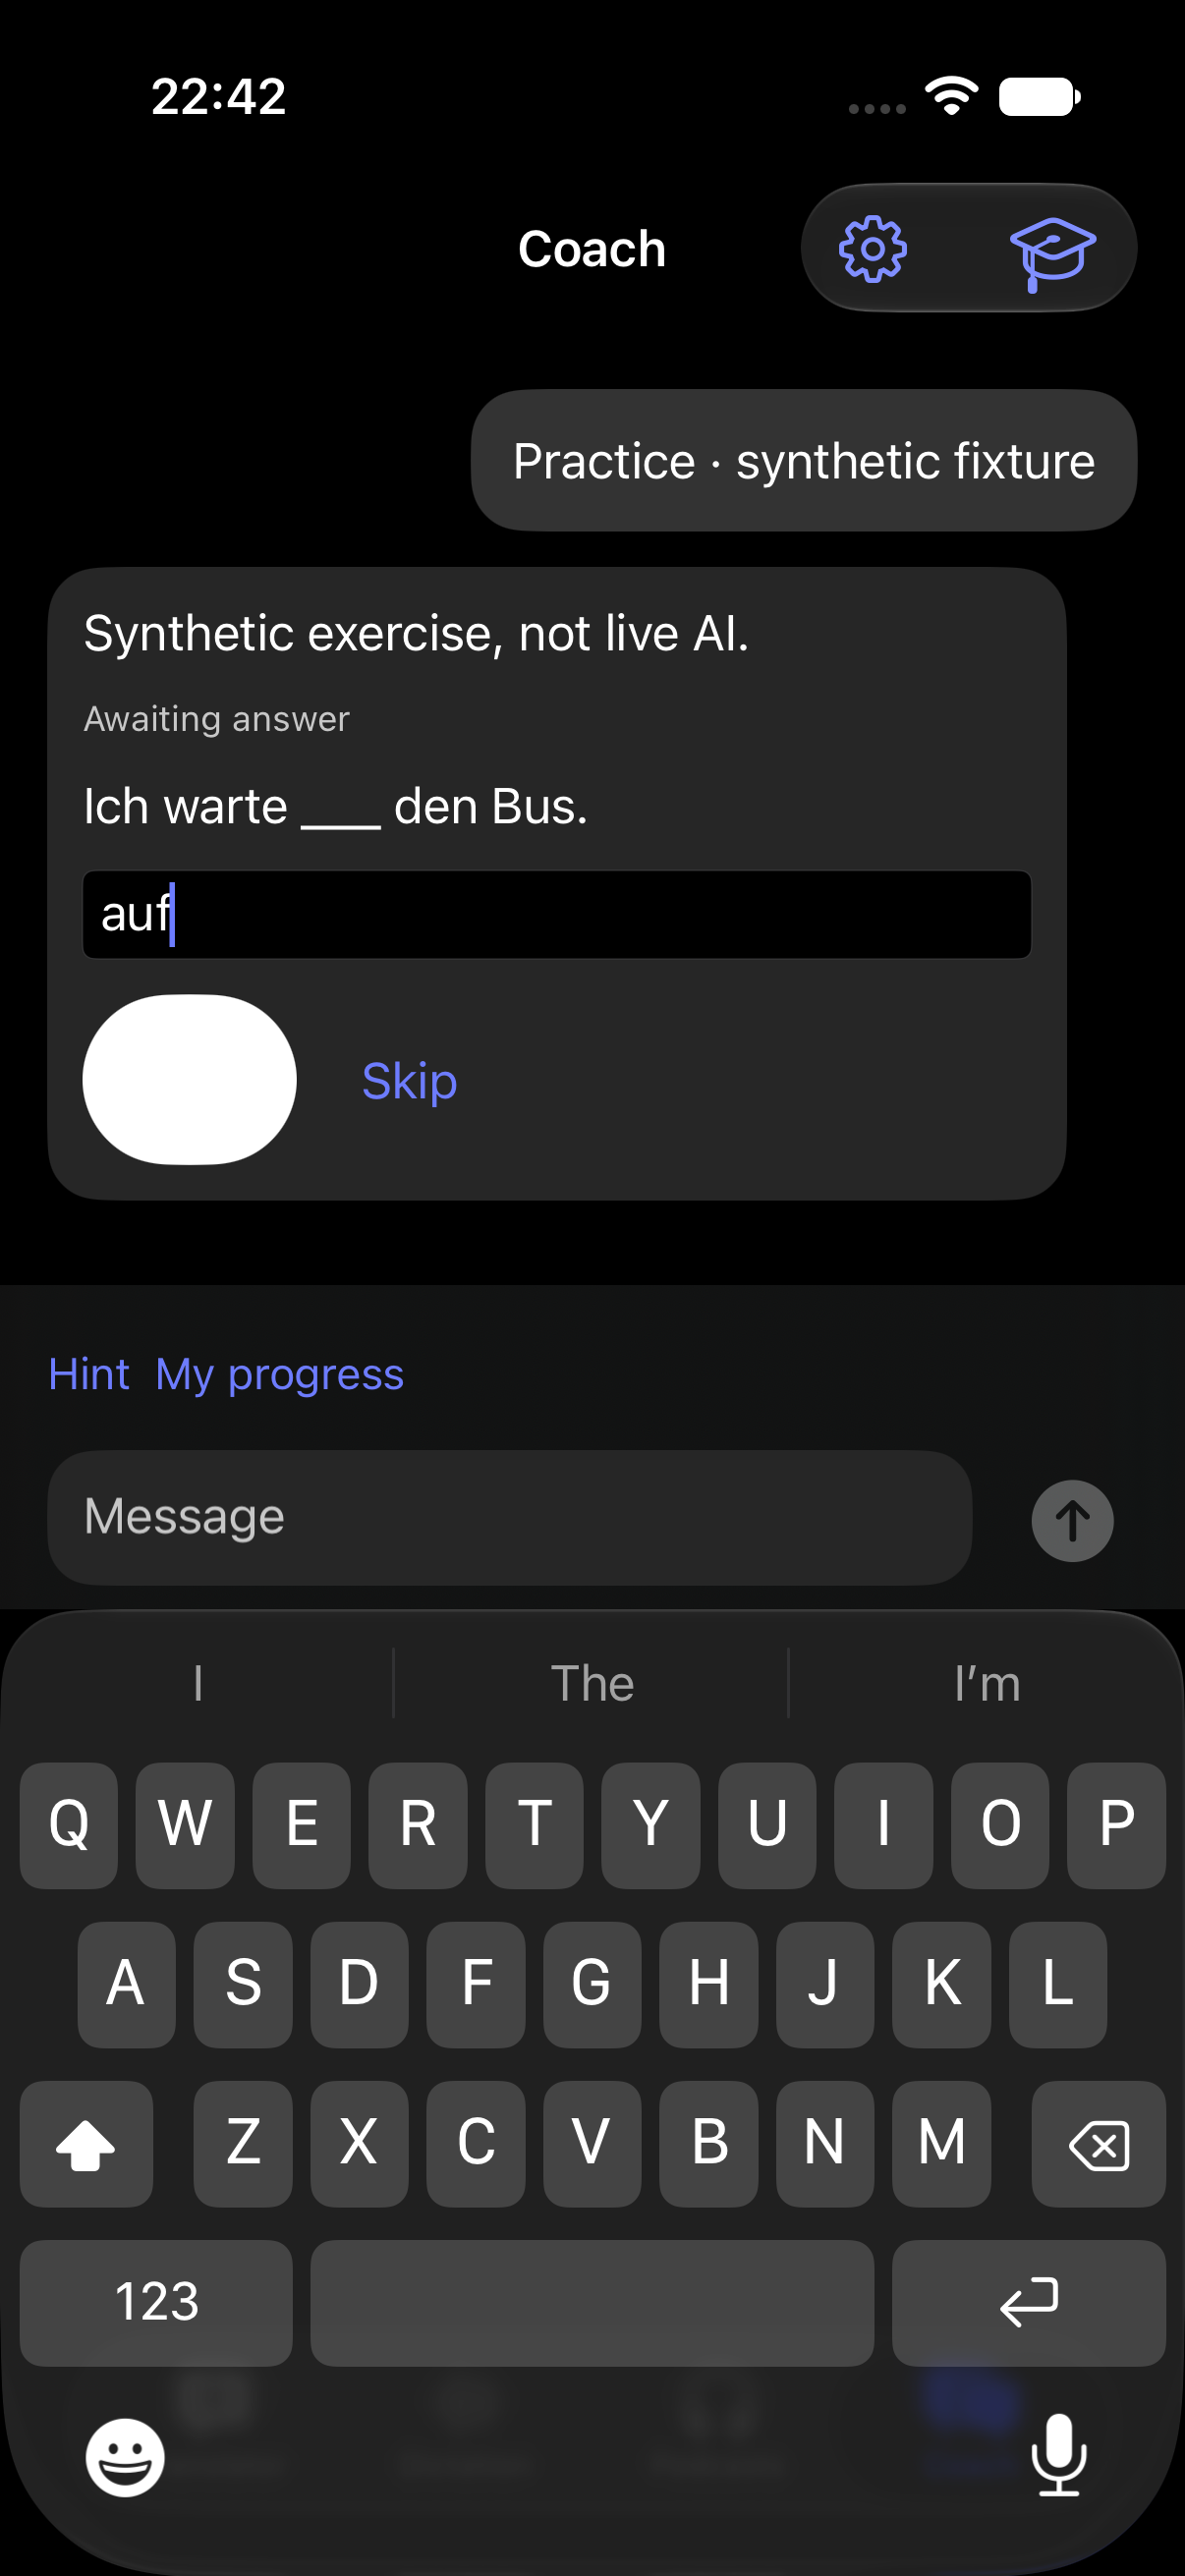 22:42
Coach
Practice · synthetic fixture
Synthetic exercise, not live AI.
Awaiting answer
Ich warte ___ den Bus.
auf
Skip
Hint My progress
Message
I The I’m
Q W E R T Y U I O P
A S D F G H J K L
Z X C V B N M
123